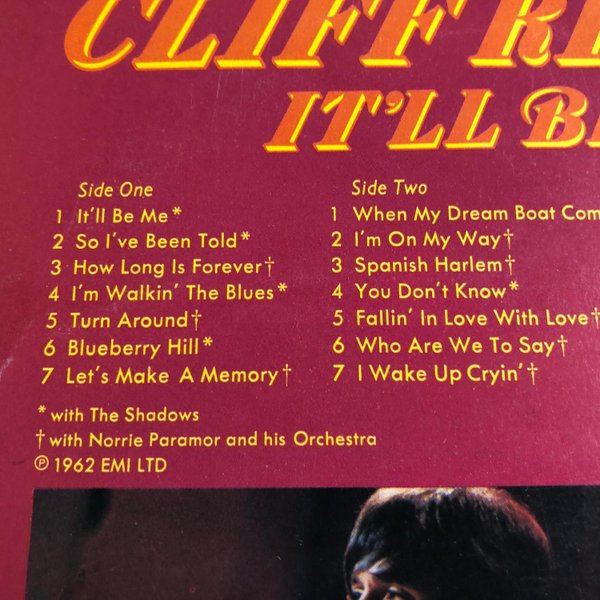 CLIFF
IT'LL
Side One
1 It'll Be Me*
2 So I've Been Told*
3 How Long Is Forever†
4 I'm Walkin' The Blues*
5 Turn Around†
6 Blueberry Hill*
7 Let's Make A Memory†
Side Two
1 When My Dream Boat Com
2 I'm On My Way†
3 Spanish Harlem†
4 You Don't Know*
5 Fallin' In Love With Love†
6 Who Are We To Say†
7 I Wake Up Cryin'†
* with The Shadows
† with Norrie Paramor and his Orchestra
℗ 1962 EMI LTD